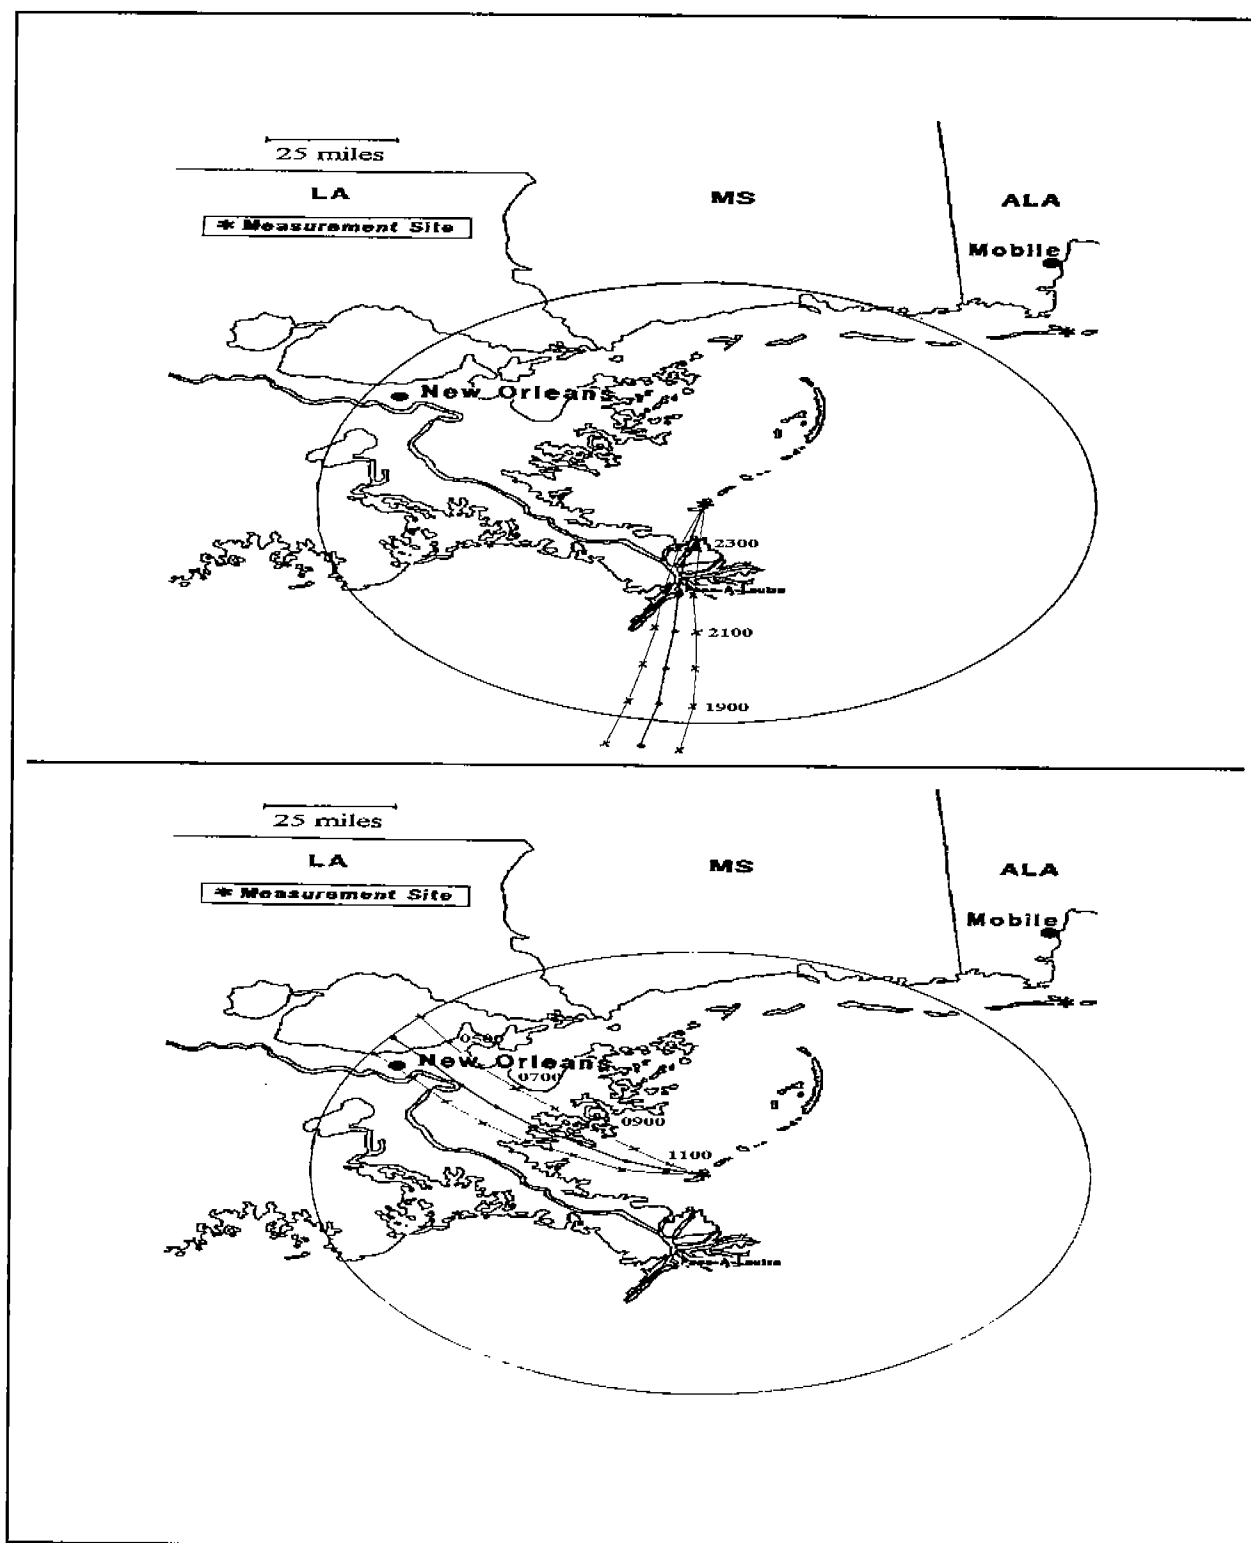 25 miles
LA
MS
ALA
* Measurement Site
Mobile
New Orleans
2300
2100
1900
25 miles
LA
MS
ALA
* Measurement Site
Mobile
New Orleans
0700
0900
1100